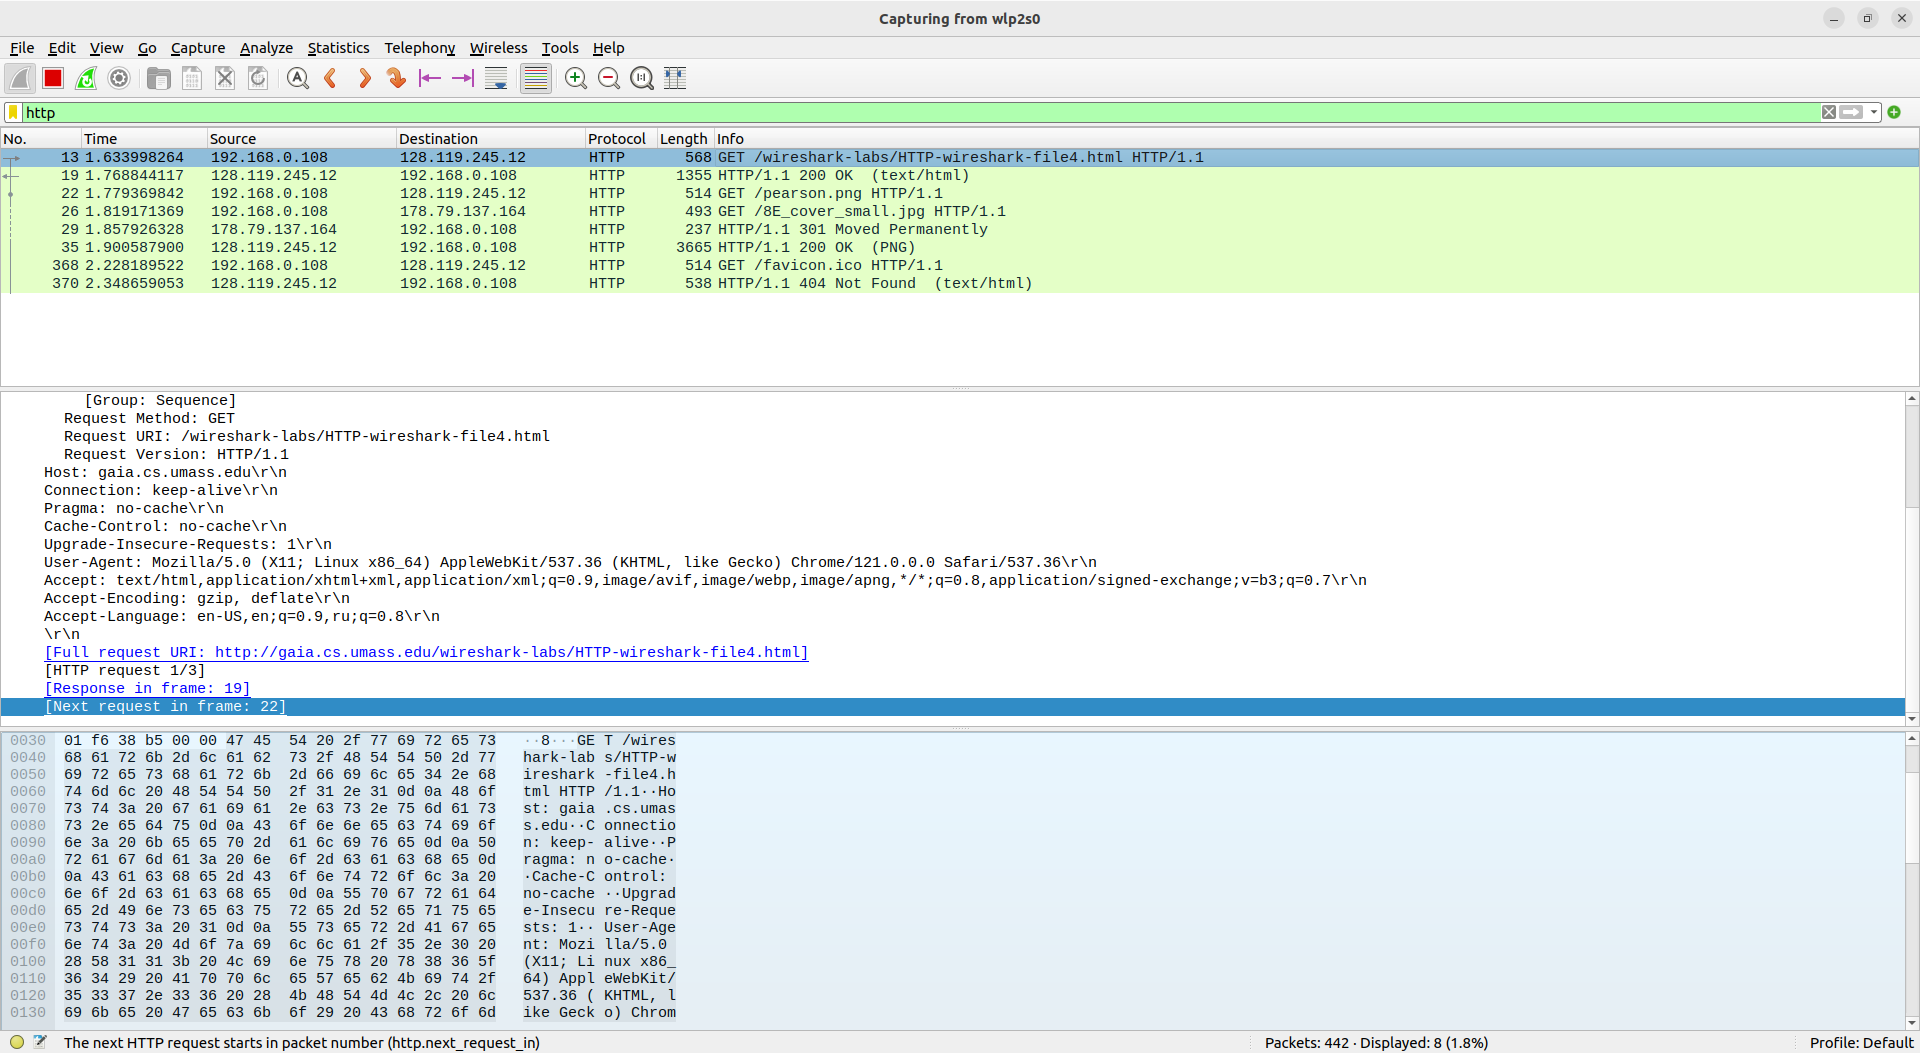 Capturing from wlp2s0
File Edit View Go Capture Analyze Statistics Telephony Wireless Tools Help
http
No. Time Source Destination Protocol Length Info
13 1.633998264 192.168.0.108 128.119.245.12 HTTP 568 GET /wireshark-labs/HTTP-wireshark-file4.html HTTP/1.1
19 1.768844117 128.119.245.12 192.168.0.108 HTTP 1355 HTTP/1.1 200 OK (text/html)
22 1.779369842 192.168.0.108 128.119.245.12 HTTP 514 GET /pearson.png HTTP/1.1
26 1.819171369 192.168.0.108 178.79.137.164 HTTP 493 GET /8E_cover_small.jpg HTTP/1.1
29 1.857926328 178.79.137.164 192.168.0.108 HTTP 237 HTTP/1.1 301 Moved Permanently
35 1.900587900 128.119.245.12 192.168.0.108 HTTP 3665 HTTP/1.1 200 OK (PNG)
368 2.228189522 192.168.0.108 128.119.245.12 HTTP 514 GET /favicon.ico HTTP/1.1
370 2.348659053 128.119.245.12 192.168.0.108 HTTP 538 HTTP/1.1 404 Not Found (text/html)
[Group: Sequence]
Request Method: GET
Request URI: /wireshark-labs/HTTP-wireshark-file4.html
Request Version: HTTP/1.1
Host: gaia.cs.umass.edu\r\n
Connection: keep-alive\r\n
Pragma: no-cache\r\n
Cache-Control: no-cache\r\n
Upgrade-Insecure-Requests: 1\r\n
User-Agent: Mozilla/5.0 (X11; Linux x86_64) AppleWebKit/537.36 (KHTML, like Gecko) Chrome/121.0.0.0 Safari/537.36\r\n
Accept: text/html,application/xhtml+xml,application/xml;q=0.9,image/avif,image/webp,image/apng,*/*;q=0.8,application/signed-exchange;v=b3;q=0.7\r\n
Accept-Encoding: gzip, deflate\r\n
Accept-Language: en-US,en;q=0.9,ru;q=0.8\r\n
\r\n
[Full request URI: http://gaia.cs.umass.edu/wireshark-labs/HTTP-wireshark-file4.html]
[HTTP request 1/3]
[Response in frame: 19]
[Next request in frame: 22]
0030 01 f6 38 b5 00 00 47 45 54 20 2f 77 69 72 65 73 ··8···GE T /wires
0040 68 61 72 6b 2d 6c 61 62 73 2f 48 54 54 50 2d 77 hark-lab s/HTTP-w
0050 69 72 65 73 68 61 72 6b 2d 66 69 6c 65 34 2e 68 ireshark -file4.h
0060 74 6d 6c 20 48 54 54 50 2f 31 2e 31 0d 0a 48 6f tml HTTP /1.1··Ho
0070 73 74 3a 20 67 61 69 61 2e 63 73 2e 75 6d 61 73 st: gaia .cs.umas
0080 73 2e 65 64 75 0d 0a 43 6f 6e 6e 65 63 74 69 6f s.edu··C onnectio
0090 6e 3a 20 6b 65 65 70 2d 61 6c 69 76 65 0d 0a 50 n: keep- alive··P
00a0 72 61 67 6d 61 3a 20 6e 6f 2d 63 61 63 68 65 0d ragma: n o-cache·
00b0 0a 43 61 63 68 65 2d 43 6f 6e 74 72 6f 6c 3a 20 ·Cache-C ontrol:
00c0 6e 6f 2d 63 61 63 68 65 0d 0a 55 70 67 72 61 64 no-cache ··Upgrad
00d0 65 2d 49 6e 73 65 63 75 72 65 2d 52 65 71 75 65 e-Insecu re-Reque
00e0 73 74 73 3a 20 31 0d 0a 55 73 65 72 2d 41 67 65 sts: 1·· User-Age
00f0 6e 74 3a 20 4d 6f 7a 69 6c 6c 61 2f 35 2e 30 20 nt: Mozi lla/5.0
0100 28 58 31 31 3b 20 4c 69 6e 75 78 20 78 38 36 5f (X11; Li nux x86_
0110 36 34 29 20 41 70 70 6c 65 57 65 62 4b 69 74 2f 64) Appl eWebKit/
0120 35 33 37 2e 33 36 20 28 4b 48 54 4d 4c 2c 20 6c 537.36 ( KHTML, l
0130 69 6b 65 20 47 65 63 6b 6f 29 20 43 68 72 6f 6d ike Geck o) Chrom
The next HTTP request starts in packet number (http.next_request_in) Packets: 442 · Displayed: 8 (1.8%) Profile: Default